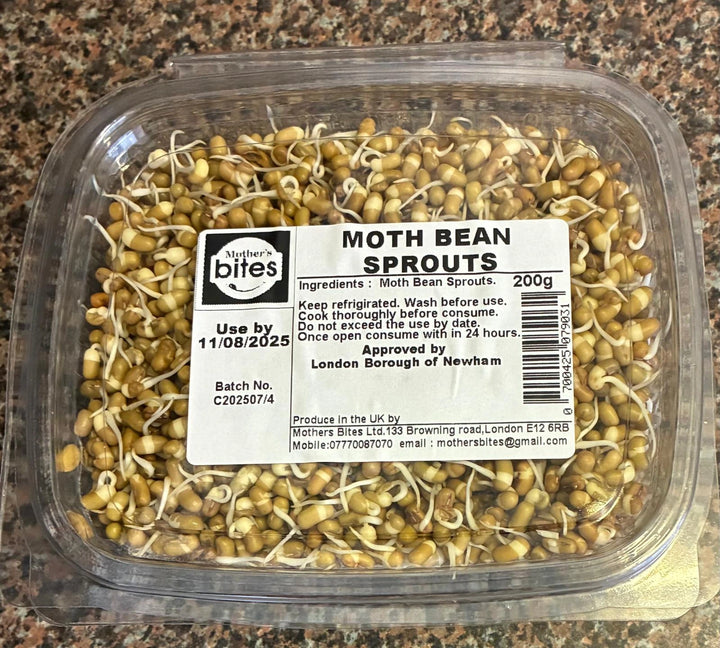 Mother's
bites
MOTH BEAN
SPROUTS
Ingredients : Moth Bean Sprouts. 200g
Keep refrigirated. Wash before use.
Cook thoroughly before consume.
Do not exceed the use by date.
Once open consume with in 24 hours.
Approved by
London Borough of Newham
Use by
11/08/2025
Batch No.
C202507/4
Produce in the UK by
Mothers Bites Ltd.133 Browning road,London E12 6RB
Mobile:07770087070 email : mothersbites@gmail.com
0 700425 079031